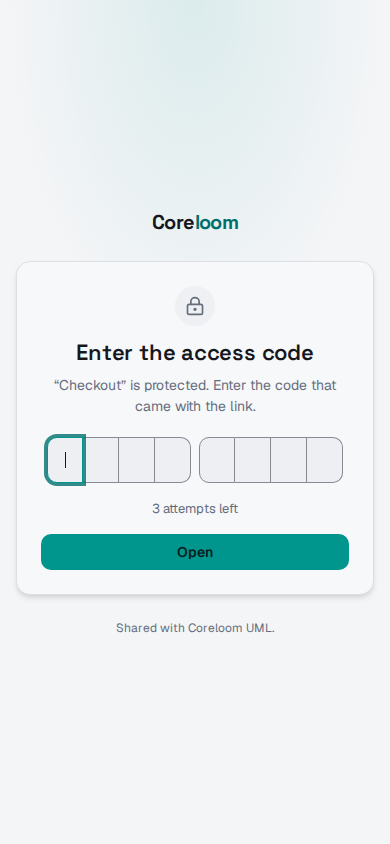 Coreloom
Enter the access code
“Checkout” is protected. Enter the code that
came with the link.
3 attempts left
Open
Shared with Coreloom UML.